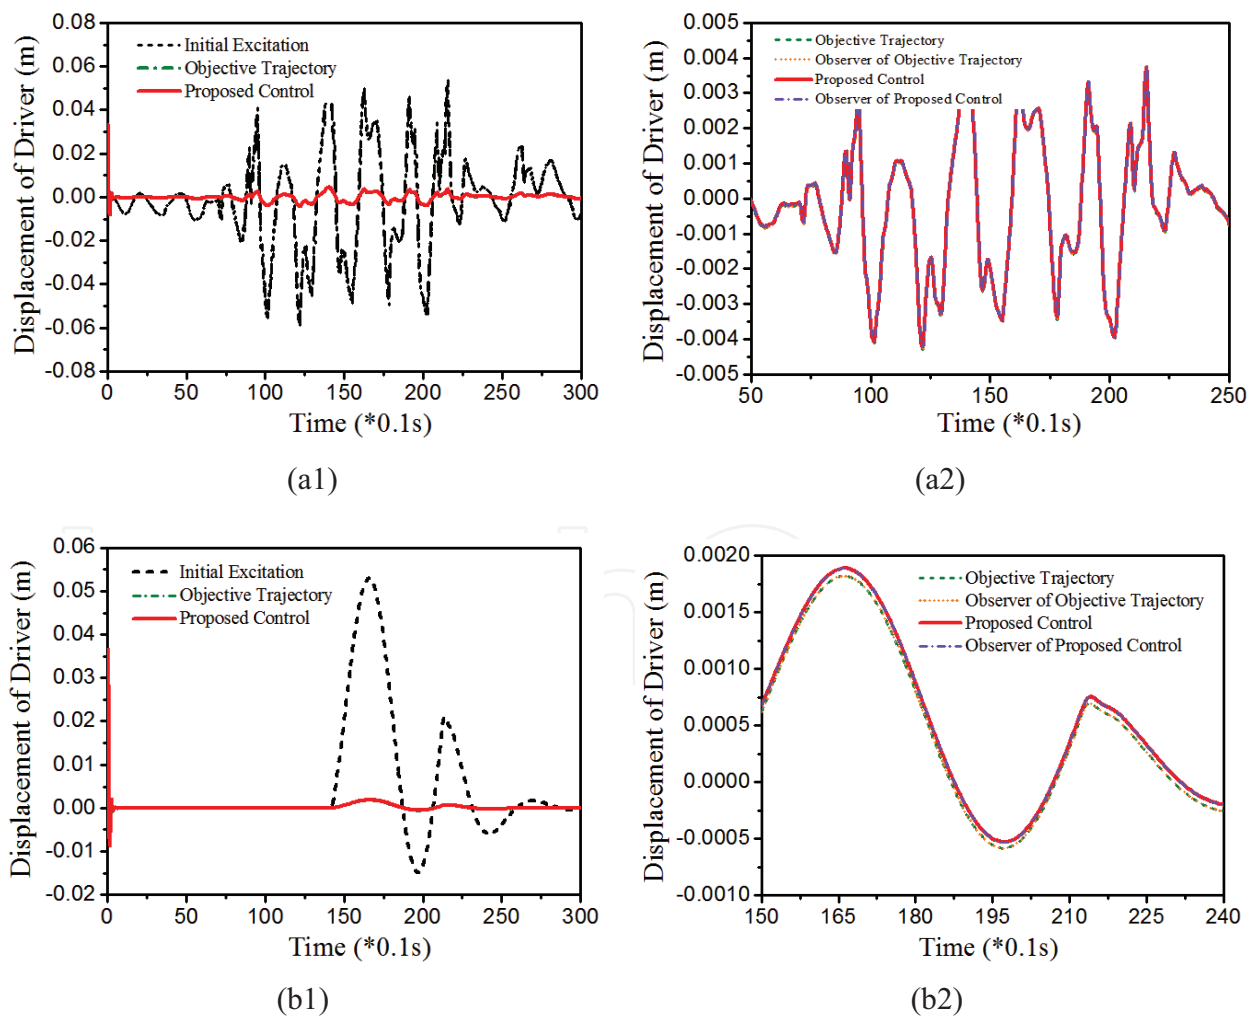 0.08
0.06
0.04
0.02
0.00
-0.02
-0.04
-0.06
-0.08
Displacement of Driver (m)
Initial Excitation
Objective Trajectory
Proposed Control
0 50 100 150 200 250 300
Time (*0.1s)
(a1)
0.005
0.004
0.003
0.002
0.001
0.000
-0.001
-0.002
-0.003
-0.004
-0.005
Displacement of Driver (m)
Objective Trajectory
Observer of Objective Trajectory
Proposed Control
Observer of Proposed Control
50 100 150 200 250
Time (*0.1s)
(a2)
0.06
0.05
0.04
0.03
0.02
0.01
0.00
-0.01
-0.02
Displacement of Driver (m)
Initial Excitation
Objective Trajectory
Proposed Control
0 50 100 150 200 250 300
Time (*0.1s)
(b1)
0.0020
0.0015
0.0010
0.0005
0.0000
-0.0005
-0.0010
Displacement of Driver (m)
Objective Trajectory
Observer of Objective Trajectory
Proposed Control
Observer of Proposed Control
150 165 180 195 210 225 240
Time (*0.1s)
(b2)